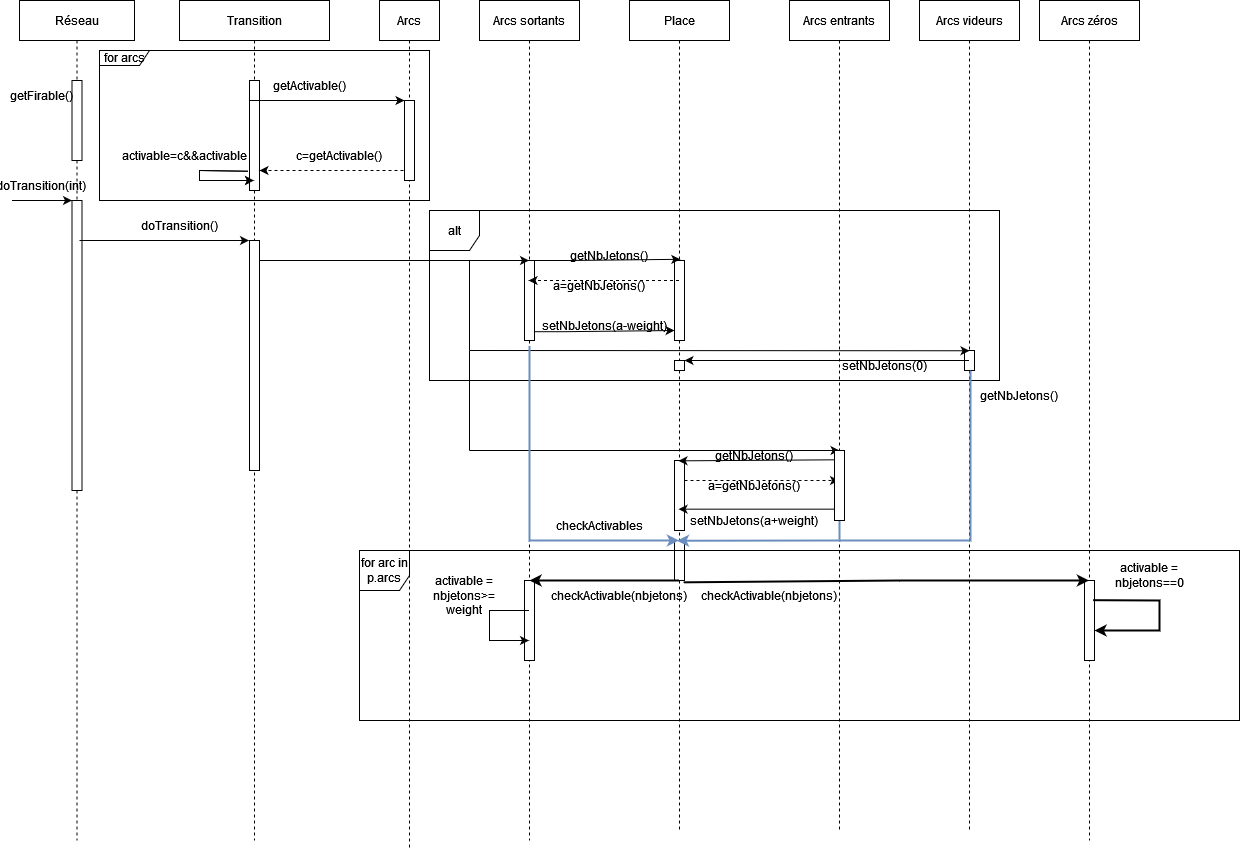 Réseau
Transition
Arcs
Arcs sortants
Place
Arcs entrants
Arcs videurs
Arcs zéros
for arcs
getActivable()
getFirable()
activable=c&&activable
c=getActivable()
doTransition(int)
doTransition()
alt
getNbJetons()
a=getNbJetons()
setNbJetons(a-weight)
setNbJetons(0)
getNbJetons()
getNbJetons()
a=getNbJetons()
setNbJetons(a+weight)
checkActivables
for arc in
p.arcs
activable =
nbjetons>=
weight
checkActivable(nbjetons)
checkActivable(nbjetons)
activable =
nbjetons==0